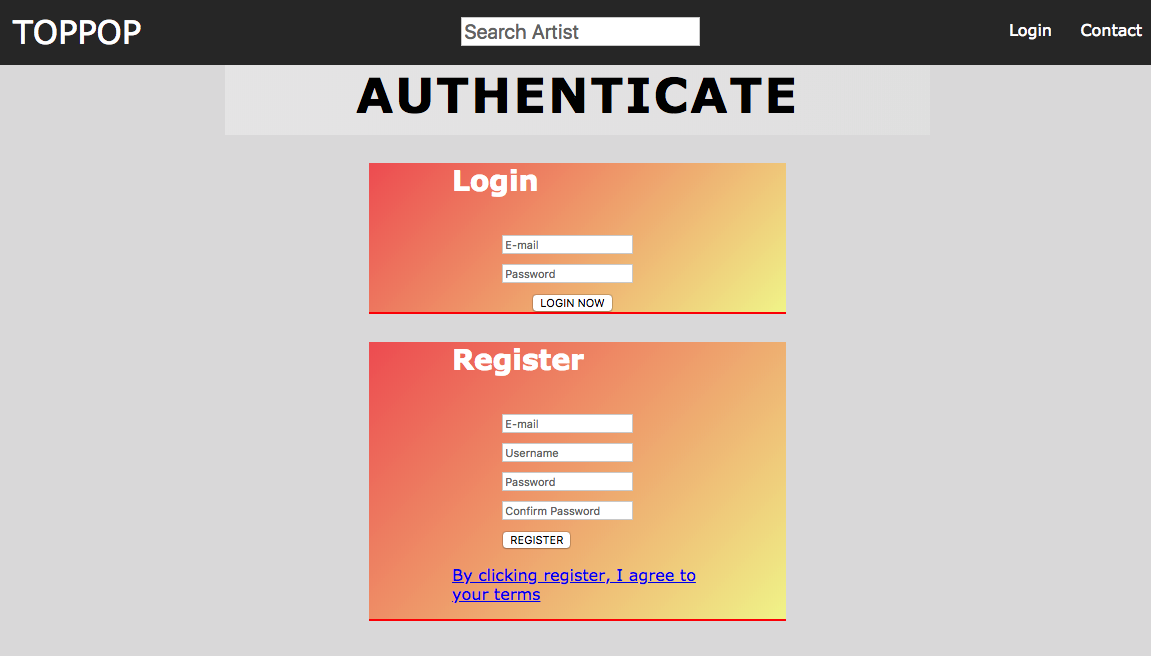 TOPPOP
Search Artist
Login
Contact
AUTHENTICATE
Login
E-mail
Password
LOGIN NOW
Register
E-mail
Username
Password
Confirm Password
REGISTER
By clicking register, I agree to
your terms